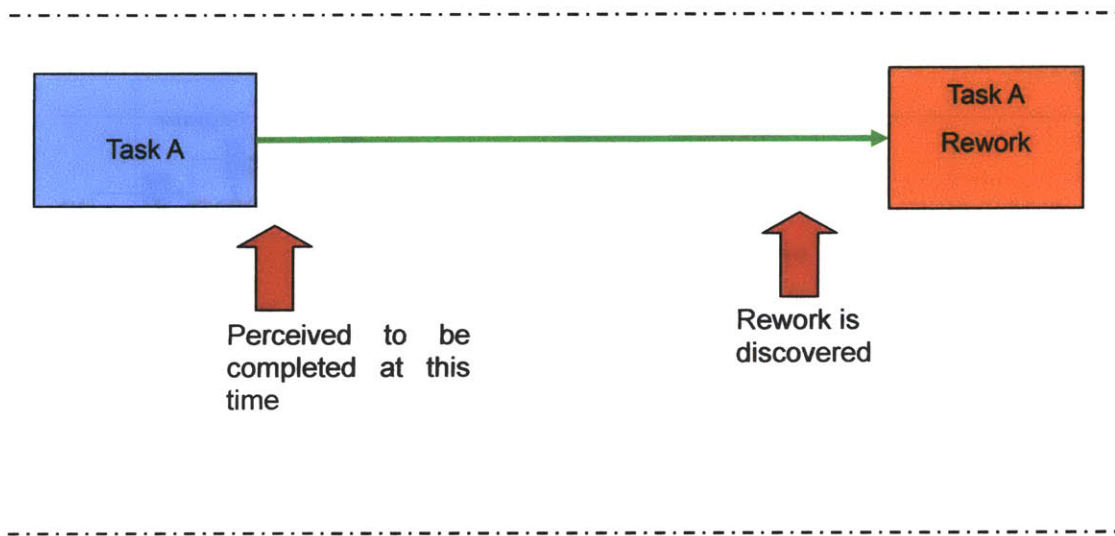 Task A
Task A
Rework
Perceived to be
completed at this
time
Rework is
discovered